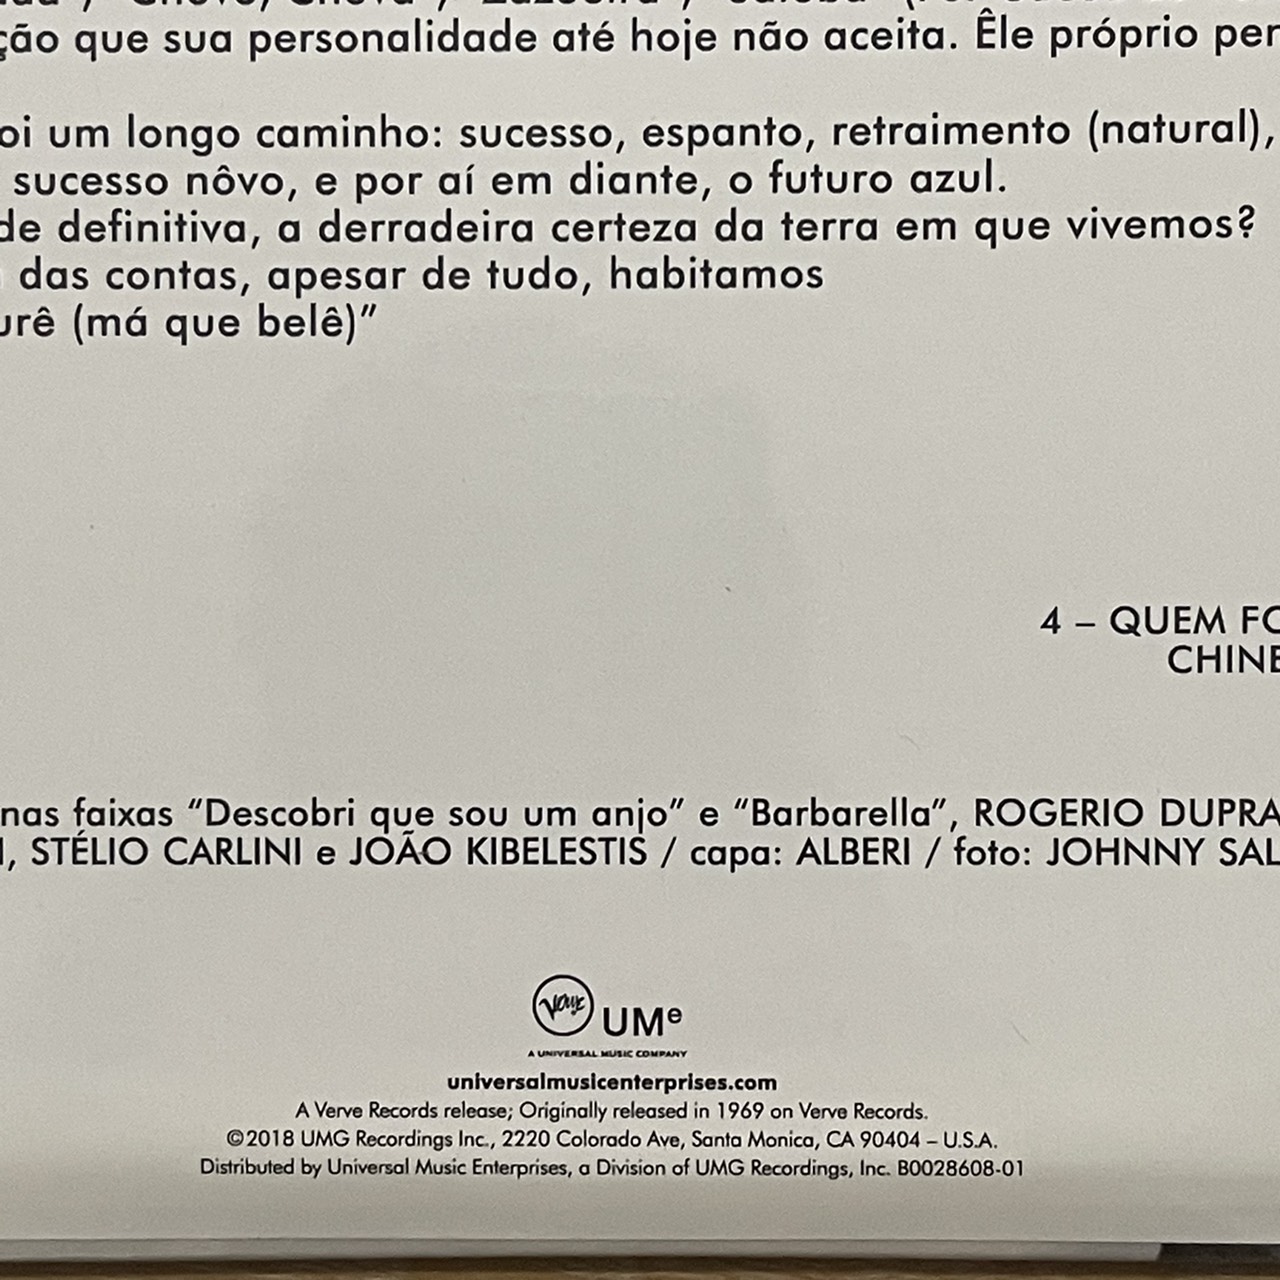 ção que sua personalidade até hoje não aceita. Êle próprio per
oi um longo caminho: sucesso, espanto, retraimento (natural),
sucesso nôvo, e por aí em diante, o futuro azul.
de definitiva, a derradeira certeza da terra em que vivemos?
das contas, apesar de tudo, habitamos
urê (má que belê)”
4 – QUEM FO
CHINE
nas faixas “Descobri que sou um anjo” e “Barbarella”, ROGERIO DUPRA
I, STÉLIO CARLINI e JOÃO KIBELESTIS / capa: ALBERI / foto: JOHNNY SAL
Verve UMe
A UNIVERSAL MUSIC COMPANY
universalmusicenterprises.com
A Verve Records release; Originally released in 1969 on Verve Records.
©2018 UMG Recordings Inc., 2220 Colorado Ave, Santa Monica, CA 90404 – U.S.A.
Distributed by Universal Music Enterprises, a Division of UMG Recordings, Inc. B0028608-01